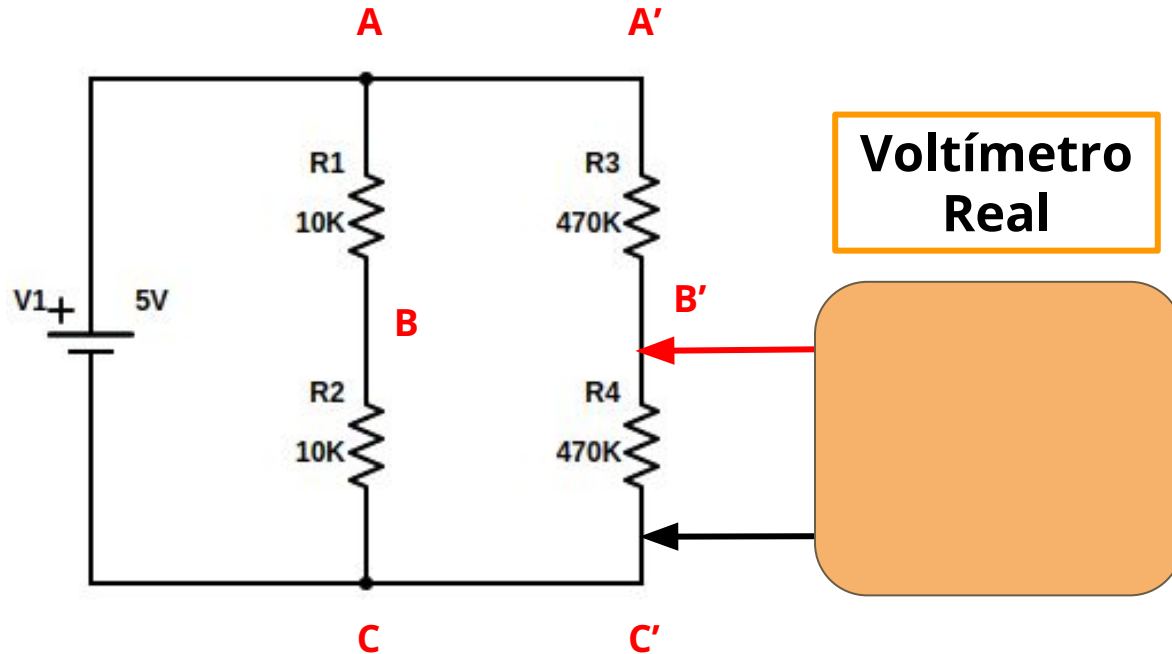 A
A’
R1
10K
R3
470K
Voltímetro
Real
V1
+
5V
B
B’
R2
10K
R4
470K
C
C’